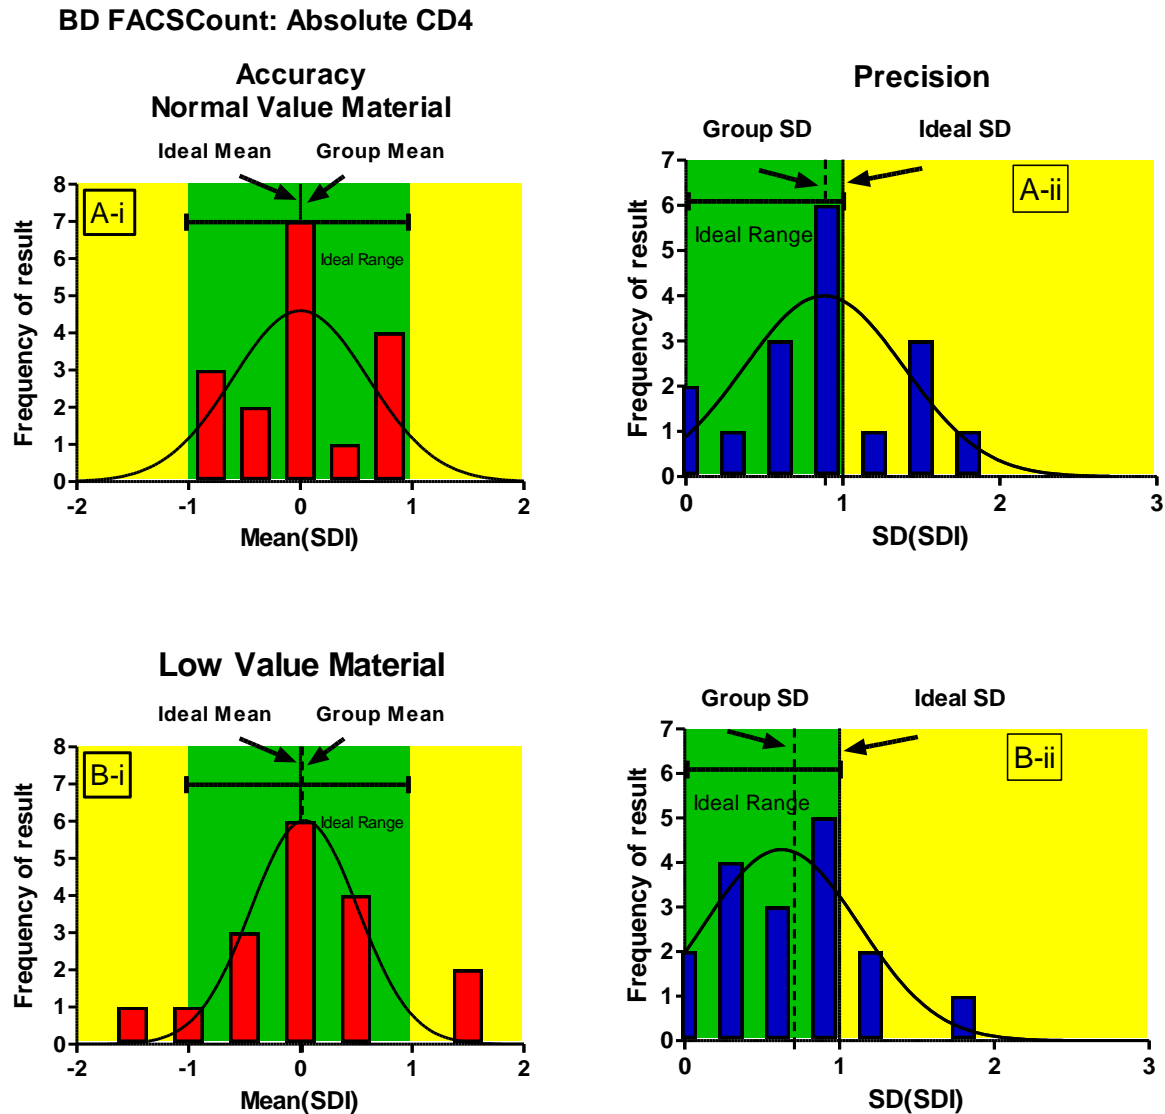 BD FACSCount: Absolute CD4
Accuracy
Normal Value Material
Ideal Mean Group Mean
8
7
6
5
4
3
2
1
0
-2 -1 0 1 2
A-i
Ideal Range
Frequency of result
Mean(SDI)
Precision
Group SD Ideal SD
7
6
5
4
3
2
1
0
0 1 2 3
A-ii
Ideal Range
Frequency of result
SD(SDI)
Low Value Material
Ideal Mean Group Mean
8
7
6
5
4
3
2
1
0
-2 -1 0 1 2
B-i
Ideal Range
Frequency of result
Mean(SDI)
Group SD Ideal SD
7
6
5
4
3
2
1
0
0 1 2 3
B-ii
Ideal Range
Frequency of result
SD(SDI)